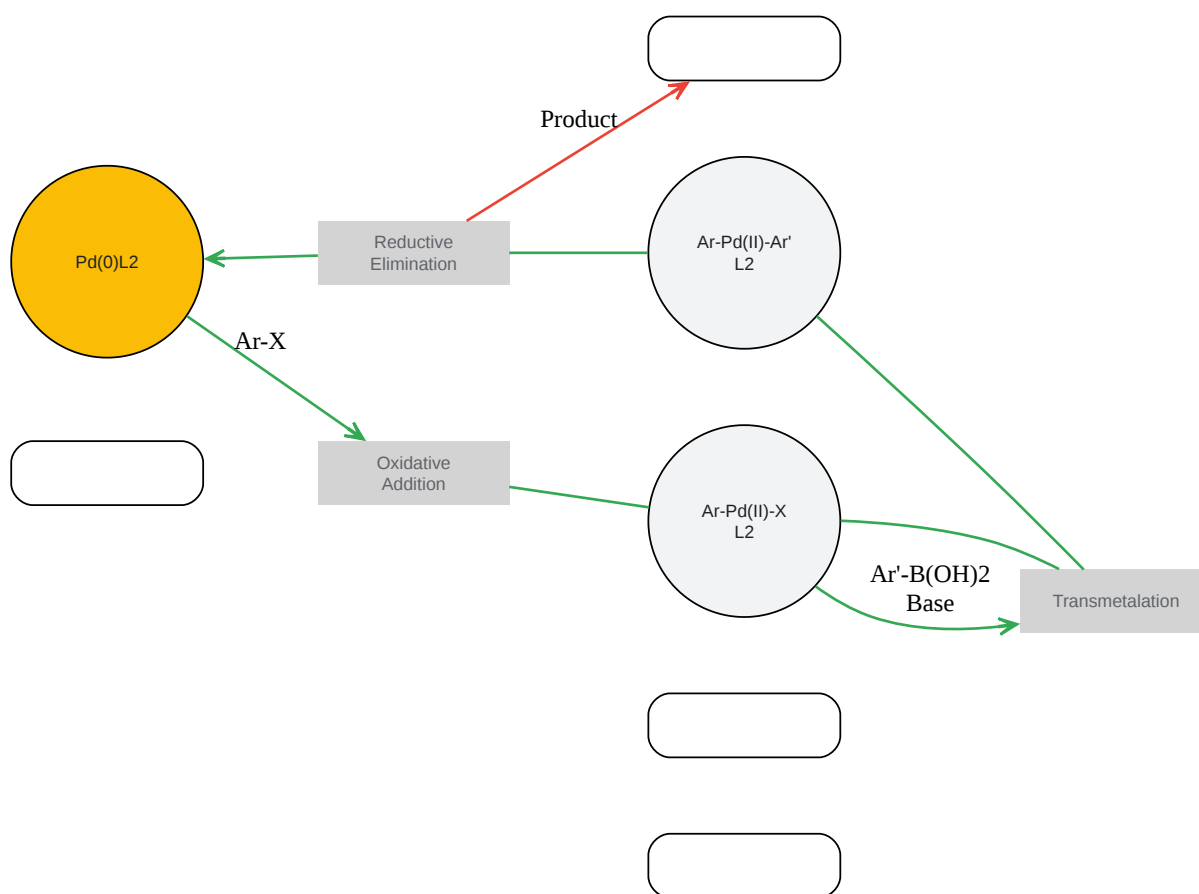 Product
Reductive
Elimination
Ar-Pd(II)-Ar'
L2
Pd(0)L2
Ar-X
Oxidative
Addition
Ar-Pd(II)-X
L2
Ar'-B(OH)2
Base
Transmetalation